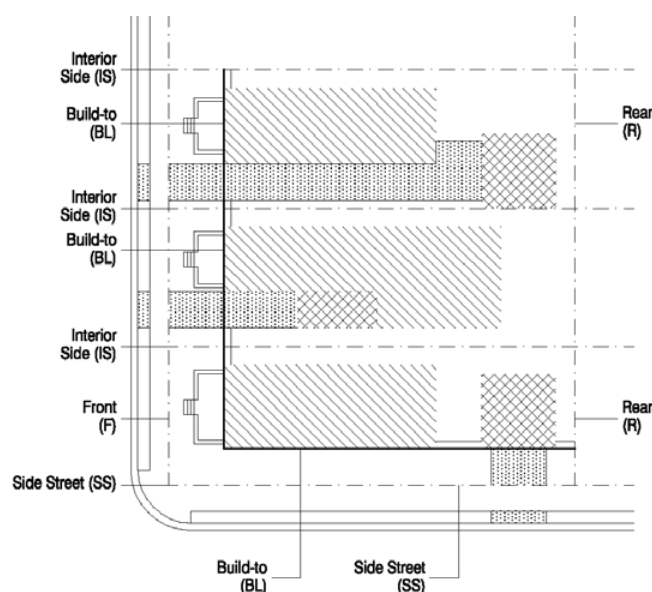 Interior
Side (IS)
Build-to
(BL)
Rear
(R)
Interior
Side (IS)
Build-to
(BL)
Interior
Side (IS)
Front
(F)
Rear
(R)
Side Street (SS)
Build-to
(BL)
Side Street
(SS)